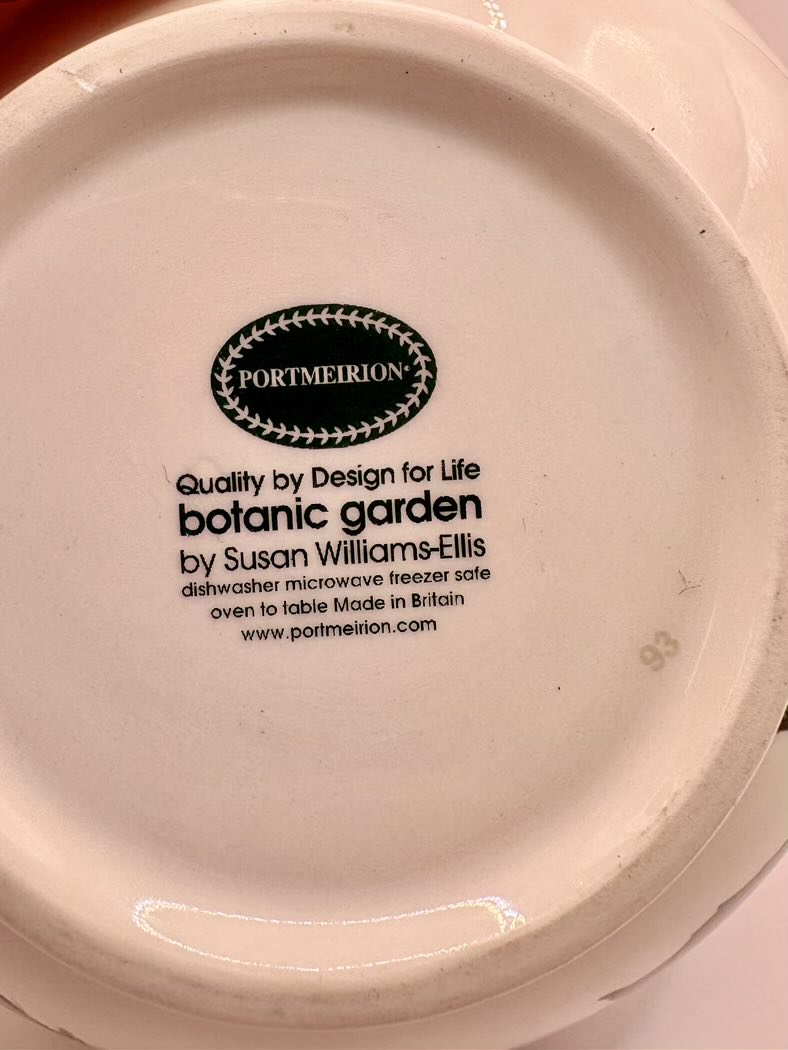 PORTMEIRION®
Quality by Design for Life
botanic garden
by Susan Williams-Ellis
dishwasher microwave freezer safe
oven to table Made in Britain
www.portmeirion.com
93